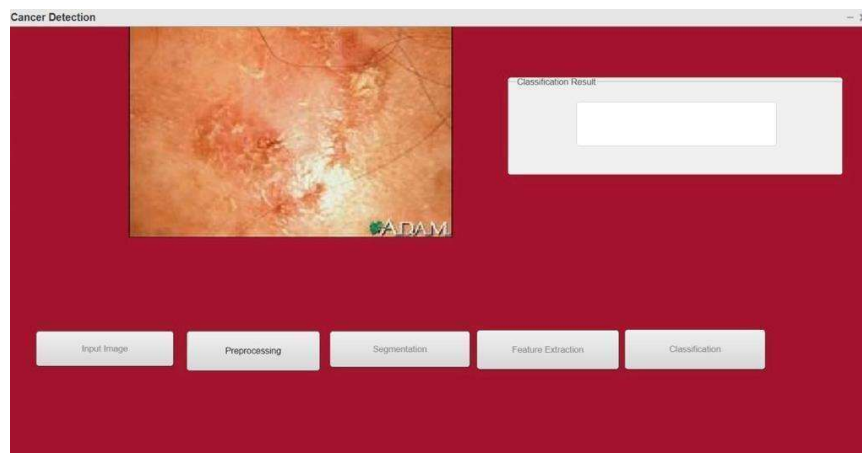 Cancer Detection
Classification Result
ADAM
Input Image
Preprocessing
Segmentation
Feature Extraction
Classification